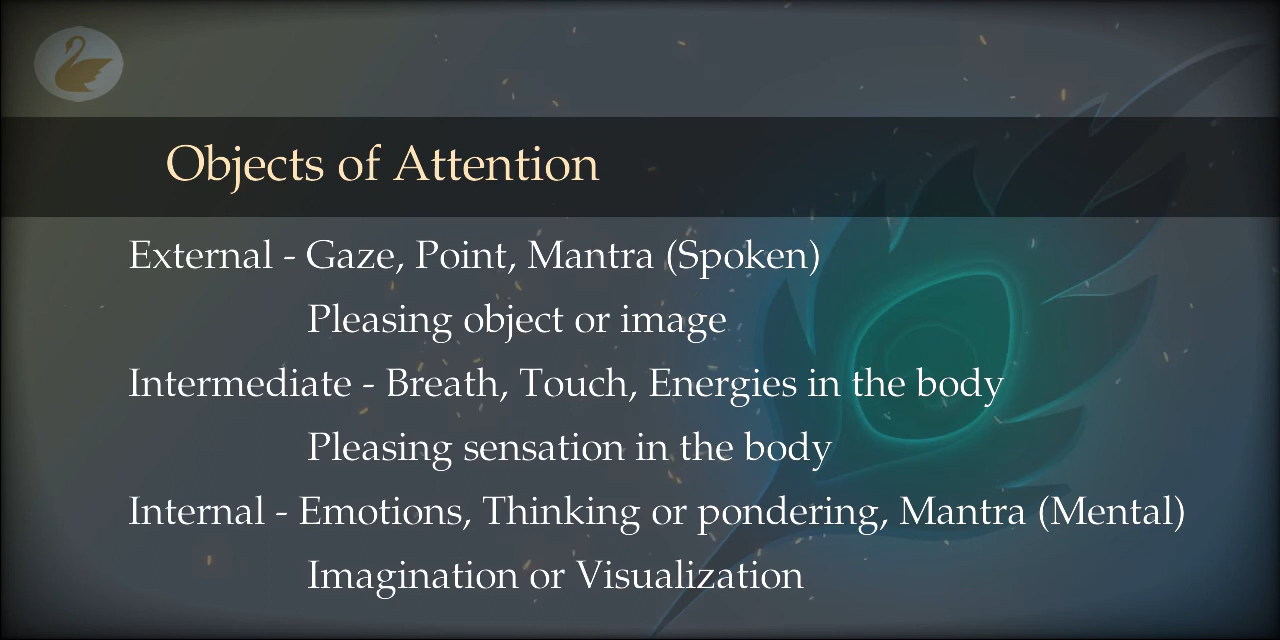 Objects of Attention
External - Gaze, Point, Mantra (Spoken)
Pleasing object or image
Intermediate - Breath, Touch, Energies in the body
Pleasing sensation in the body
Internal - Emotions, Thinking or pondering, Mantra (Mental)
Imagination or Visualization